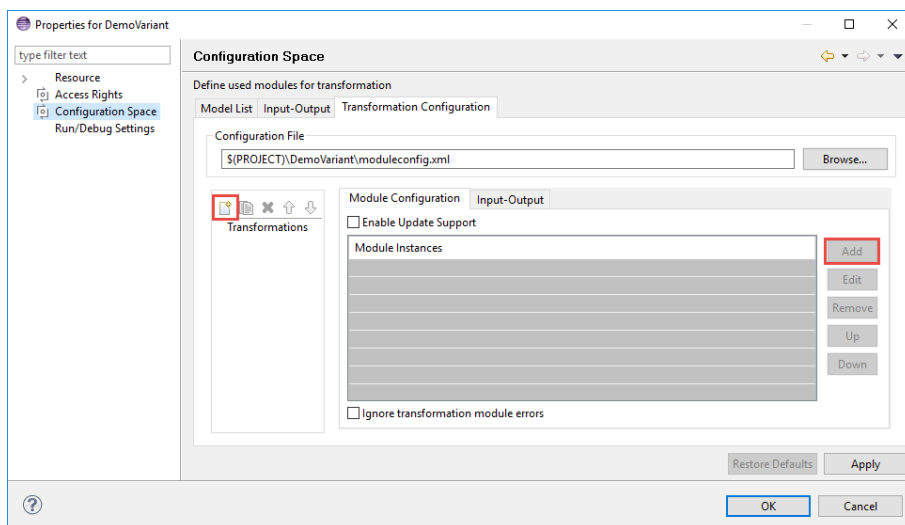 Properties for DemoVariant
type filter text
Resource
Access Rights
Configuration Space
Run/Debug Settings
Configuration Space
Define used modules for transformation
Model List Input-Output Transformation Configuration
Configuration File
$(PROJECT)\DemoVariant\moduleconfig.xml Browse...
Transformations
Module Configuration Input-Output
Enable Update Support
Module Instances
Add
Edit
Remove
Up
Down
Ignore transformation module errors
Restore Defaults Apply
OK Cancel